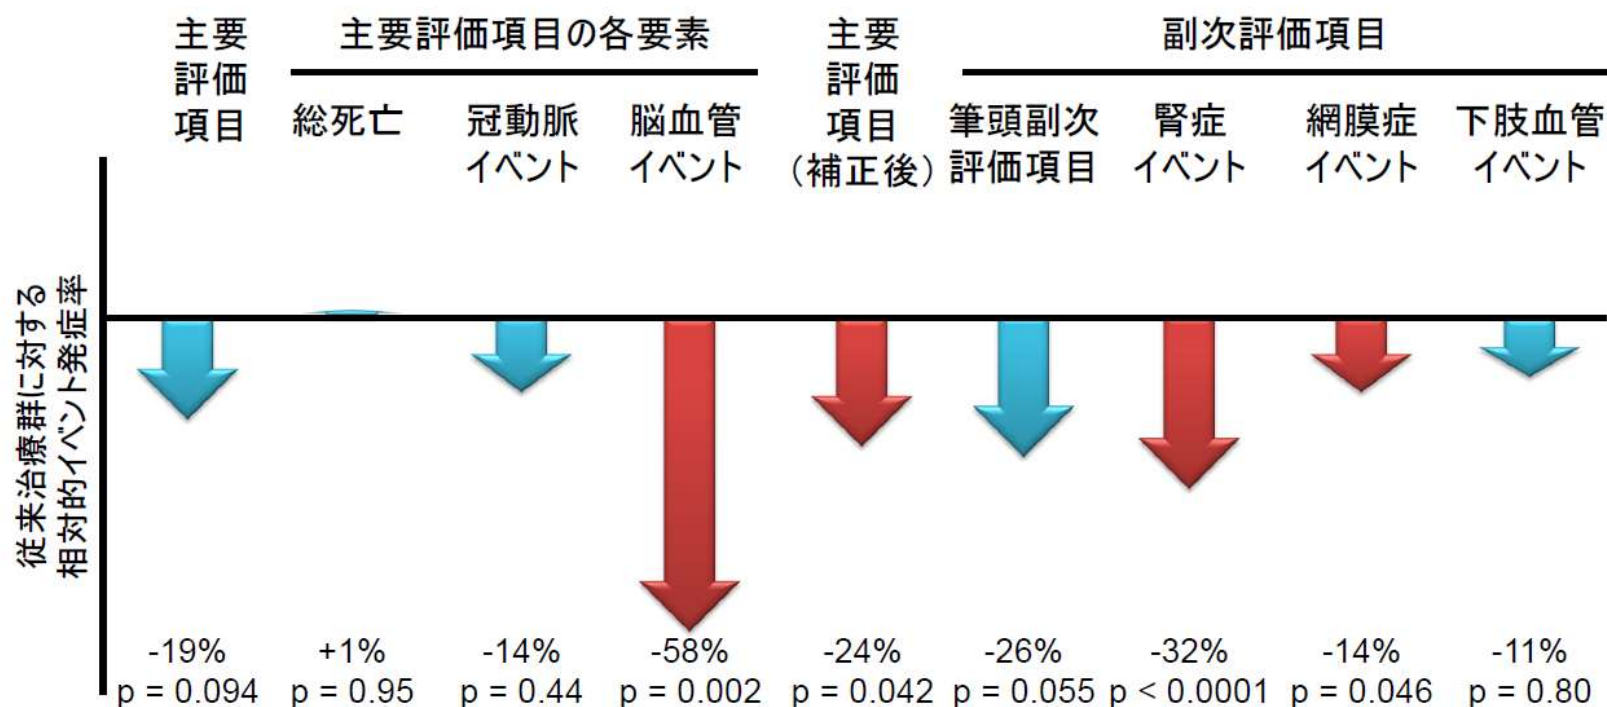 主要
評価
項目
主要評価項目の各要素
総死亡
冠動脈
イベント
脳血管
イベント
主要
評価
項目
（補正後）
副次評価項目
筆頭副次
評価項目
腎症
イベント
網膜症
イベント
下肢血管
イベント
従来治療群に対する
相対的イベント発症率
-19%
p = 0.094
+1%
p = 0.95
-14%
p = 0.44
-58%
p = 0.002
-24%
p = 0.042
-26%
p = 0.055
-32%
p < 0.0001
-14%
p = 0.046
-11%
p = 0.80